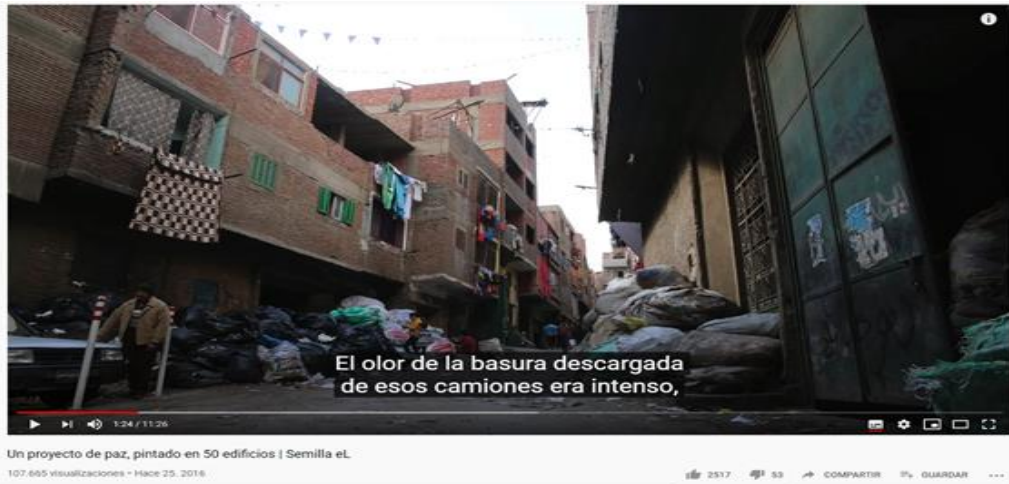 El olor de la basura descargada
de esos camiones era intenso,
1:24 / 11:26
Un proyecto de paz, pintado en 50 edificios | Semilla eL
107.665 visualizaciones • Hace 25. 2016
2517
53
COMPARTIR
GUARDAR